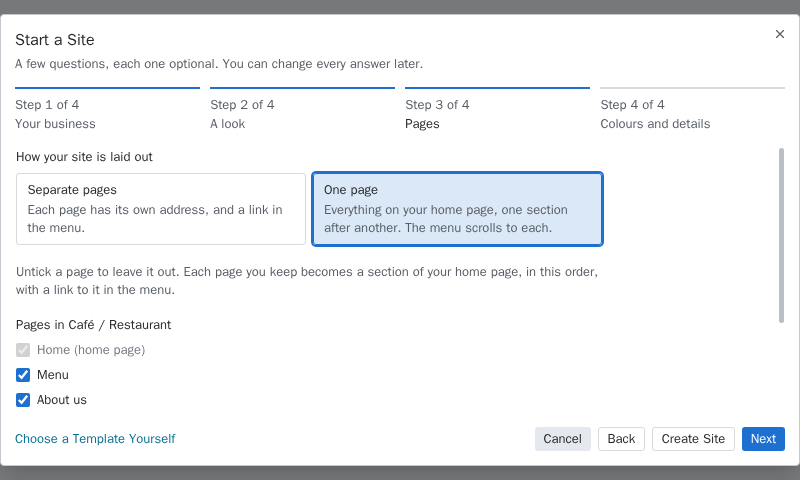 Start a Site
A few questions, each one optional. You can change every answer later.
Step 1 of 4
Your business
Step 2 of 4
A look
Step 3 of 4
Pages
Step 4 of 4
Colours and details
How your site is laid out
Separate pages
Each page has its own address, and a link in
the menu.
One page
Everything on your home page, one section
after another. The menu scrolls to each.
Untick a page to leave it out. Each page you keep becomes a section of your home page, in this order,
with a link to it in the menu.
Pages in Café / Restaurant
Home (home page)
Menu
About us
Choose a Template Yourself
Cancel
Back
Create Site
Next